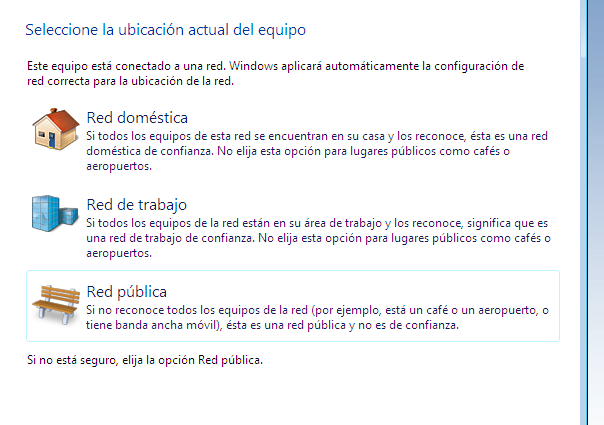 Seleccione la ubicación actual del equipo
Este equipo está conectado a una red. Windows aplicará automáticamente la configuración de
red correcta para la ubicación de la red.
Red doméstica
Si todos los equipos de esta red se encuentran en su casa y los reconoce, ésta es una red
doméstica de confianza. No elija esta opción para lugares públicos como cafés o
aeropuertos.
Red de trabajo
Si todos los equipos de la red están en su área de trabajo y los reconoce, significa que es
una red de trabajo de confianza. No elija esta opción para lugares públicos como cafés o
aeropuertos.
Red pública
Si no reconoce todos los equipos de la red (por ejemplo, está un café o un aeropuerto, o
tiene banda ancha móvil), ésta es una red pública y no es de confianza.
Si no está seguro, elija la opción Red pública.